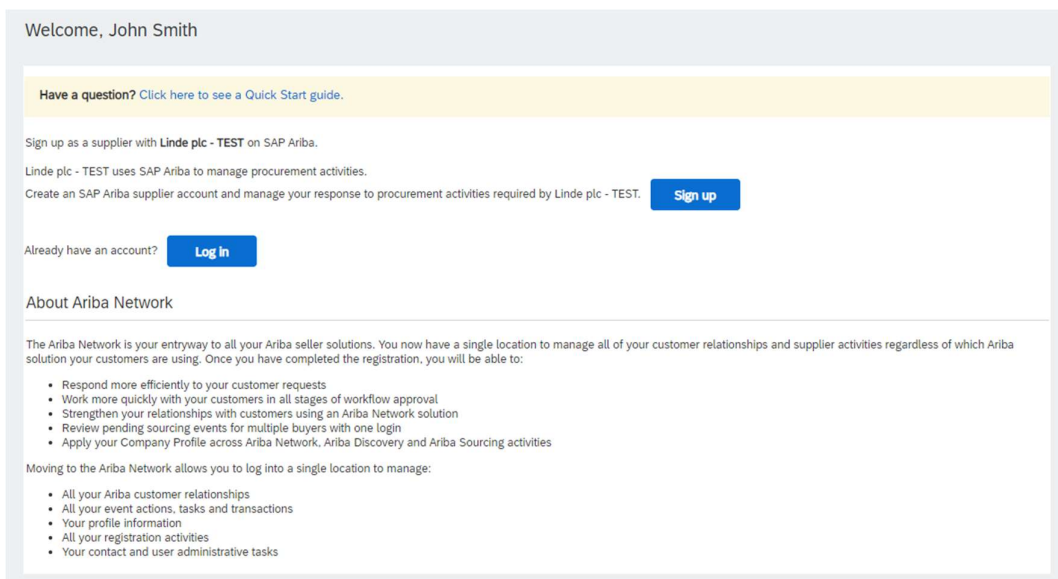 Welcome, John Smith
Have a question? Click here to see a Quick Start guide.
Sign up as a supplier with Linde plc - TEST on SAP Ariba.
Linde plc - TEST uses SAP Ariba to manage procurement activities.
Create an SAP Ariba supplier account and manage your response to procurement activities required by Linde plc - TEST. Sign up
Already have an account? Log in
About Ariba Network
The Ariba Network is your entryway to all your Ariba seller solutions. You now have a single location to manage all of your customer relationships and supplier activities regardless of which Ariba
solution your customers are using. Once you have completed the registration, you will be able to:
• Respond more efficiently to your customer requests
• Work more quickly with your customers in all stages of workflow approval
• Strengthen your relationships with customers using an Ariba Network solution
• Review pending sourcing events for multiple buyers with one login
• Apply your Company Profile across Ariba Network, Ariba Discovery and Ariba Sourcing activities
Moving to the Ariba Network allows you to log into a single location to manage:
• All your Ariba customer relationships
• All your event actions, tasks and transactions
• Your profile information
• All your registration activities
• Your contact and user administrative tasks